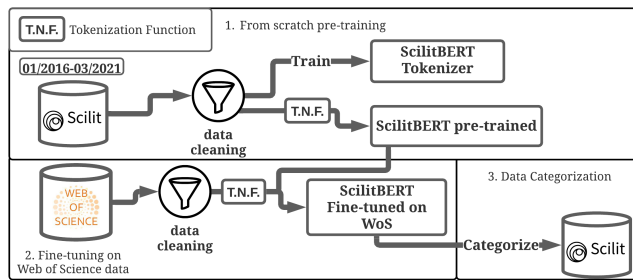 T.N.F. Tokenization Function
1. From scratch pre-training
01/2016-03/2021
Scilit
data
cleaning
Train
ScilitBERT
Tokenizer
T.N.F.
ScilitBERT pre-trained
WEB
OF
SCIENCE
data
cleaning
T.N.F.
ScilitBERT
Fine-tuned on
WoS
2. Fine-tuning on
Web of Science data
3. Data Categorization
Categorize
Scilit